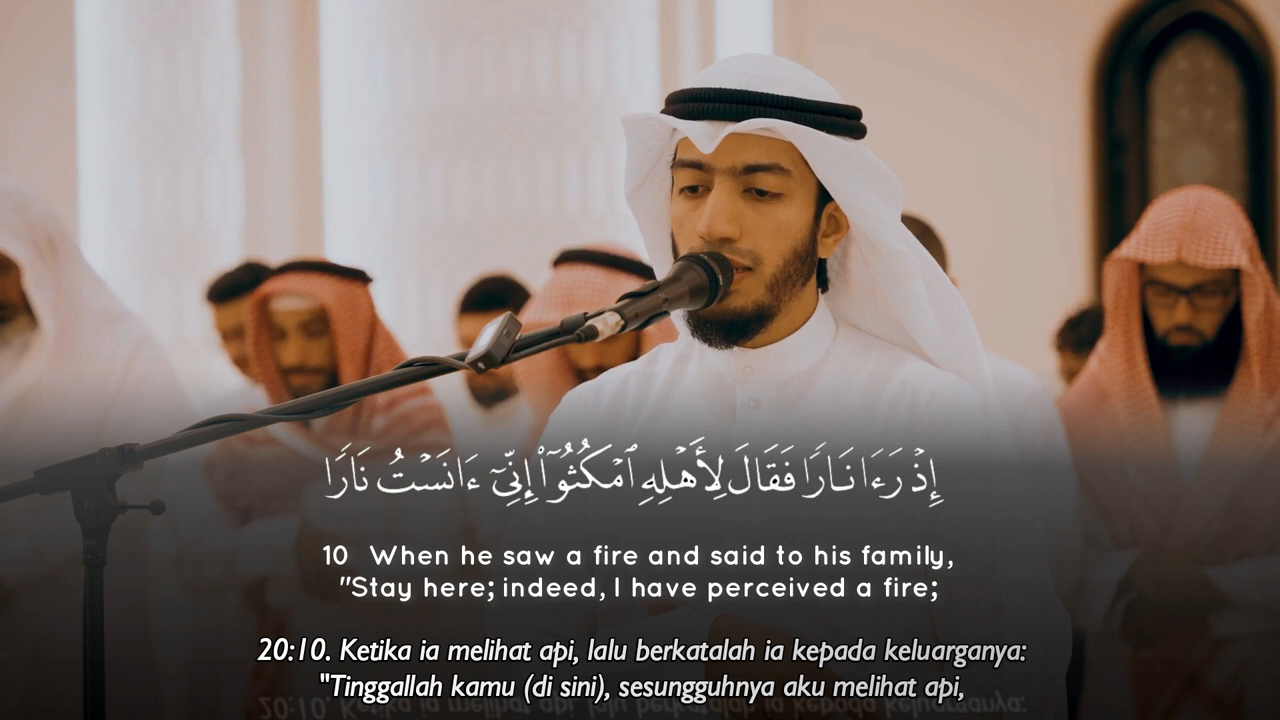 إِذْ رَءَا نَارًا فَقَالَ لِأَهْلِهِ ٱمْكُثُوٓا۟ إِنِّىٓ ءَانَسْتُ نَارًا
10 When he saw a fire and said to his family,
"Stay here; indeed, I have perceived a fire;
20:10. Ketika ia melihat api, lalu berkatalah ia kepada keluarganya:
"Tinggallah kamu (di sini), sesungguhnya aku melihat api,